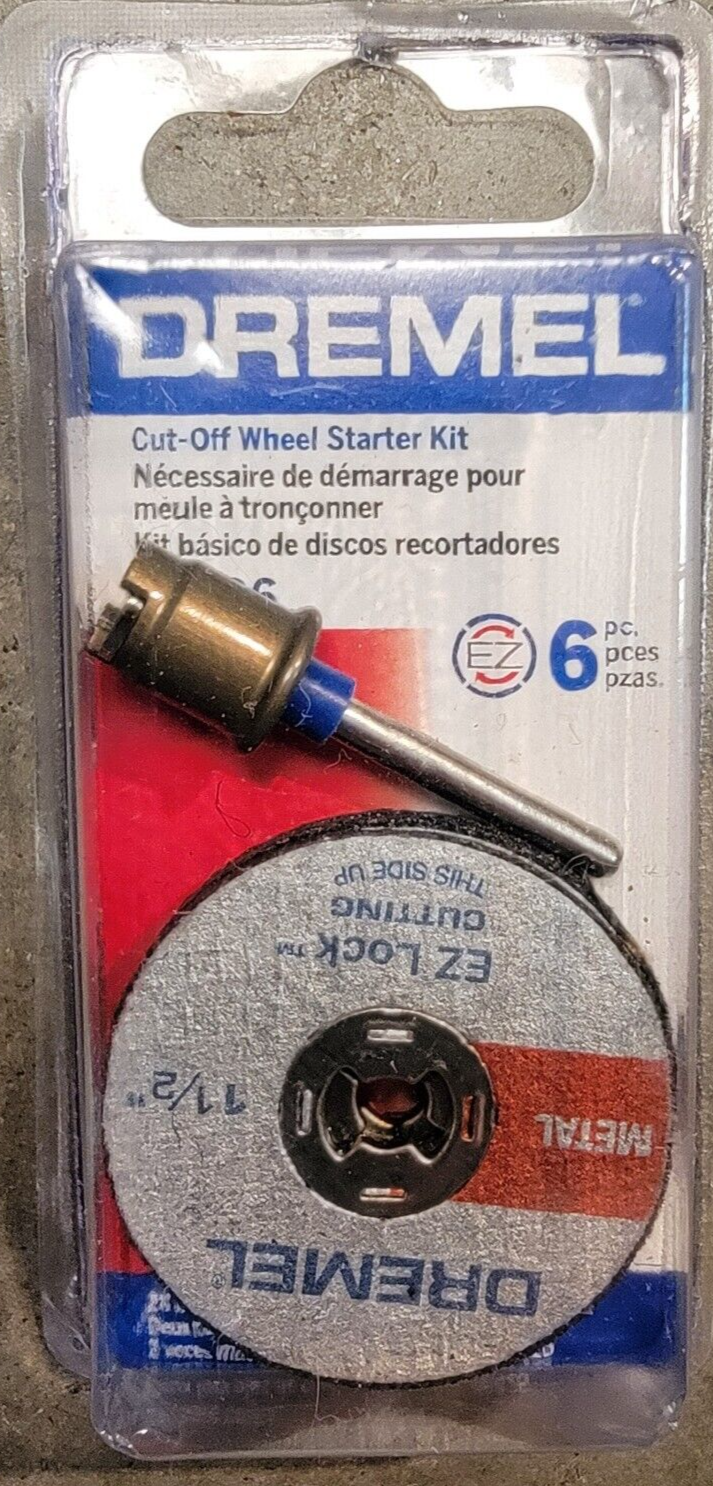 DREMEL
Cut-Off Wheel Starter Kit
Nécessaire de démarrage pour
meule à tronçonner
Kit básico de discos recortadores
EZ
6
pc.
pces
pzas.
THIS SIDE UP
CUTTING
EZ LOCK™
1 1/2"
METAL
DREMEL®